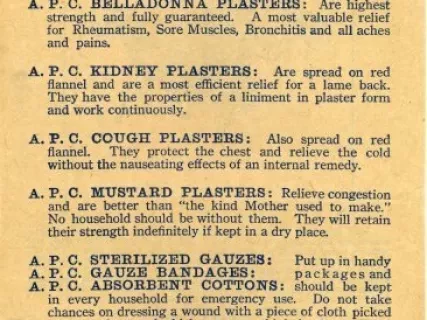 A. P. C. BELLADONNA PLASTERS: Are highest
strength and fully guaranteed. A most valuable relief
for Rheumatism, Sore Muscles, Bronchitis and all aches
and pains.
A. P. C. KIDNEY PLASTERS: Are spread on red
flannel and are a most efficient relief for a lame back.
They have the properties of a liniment in plaster form
and work continuously.
A. P. C. COUGH PLASTERS: Also spread on red
flannel. They protect the chest and relieve the cold
without the nauseating effects of an internal remedy.
A. P. C. MUSTARD PLASTERS: Relieve congestion
and are better than "the kind Mother used to make."
No household should be without them. They will retain
their strength indefinitely if kept in a dry place.
A. P. C. STERILIZED GAUZES: Put up in handy
A. P. C. GAUZE BANDAGES: packages and
A. P. C. ABSORBENT COTTONS: should be kept
in every household for emergency use. Do not take
chances on dressing a wound with a piece of cloth picked